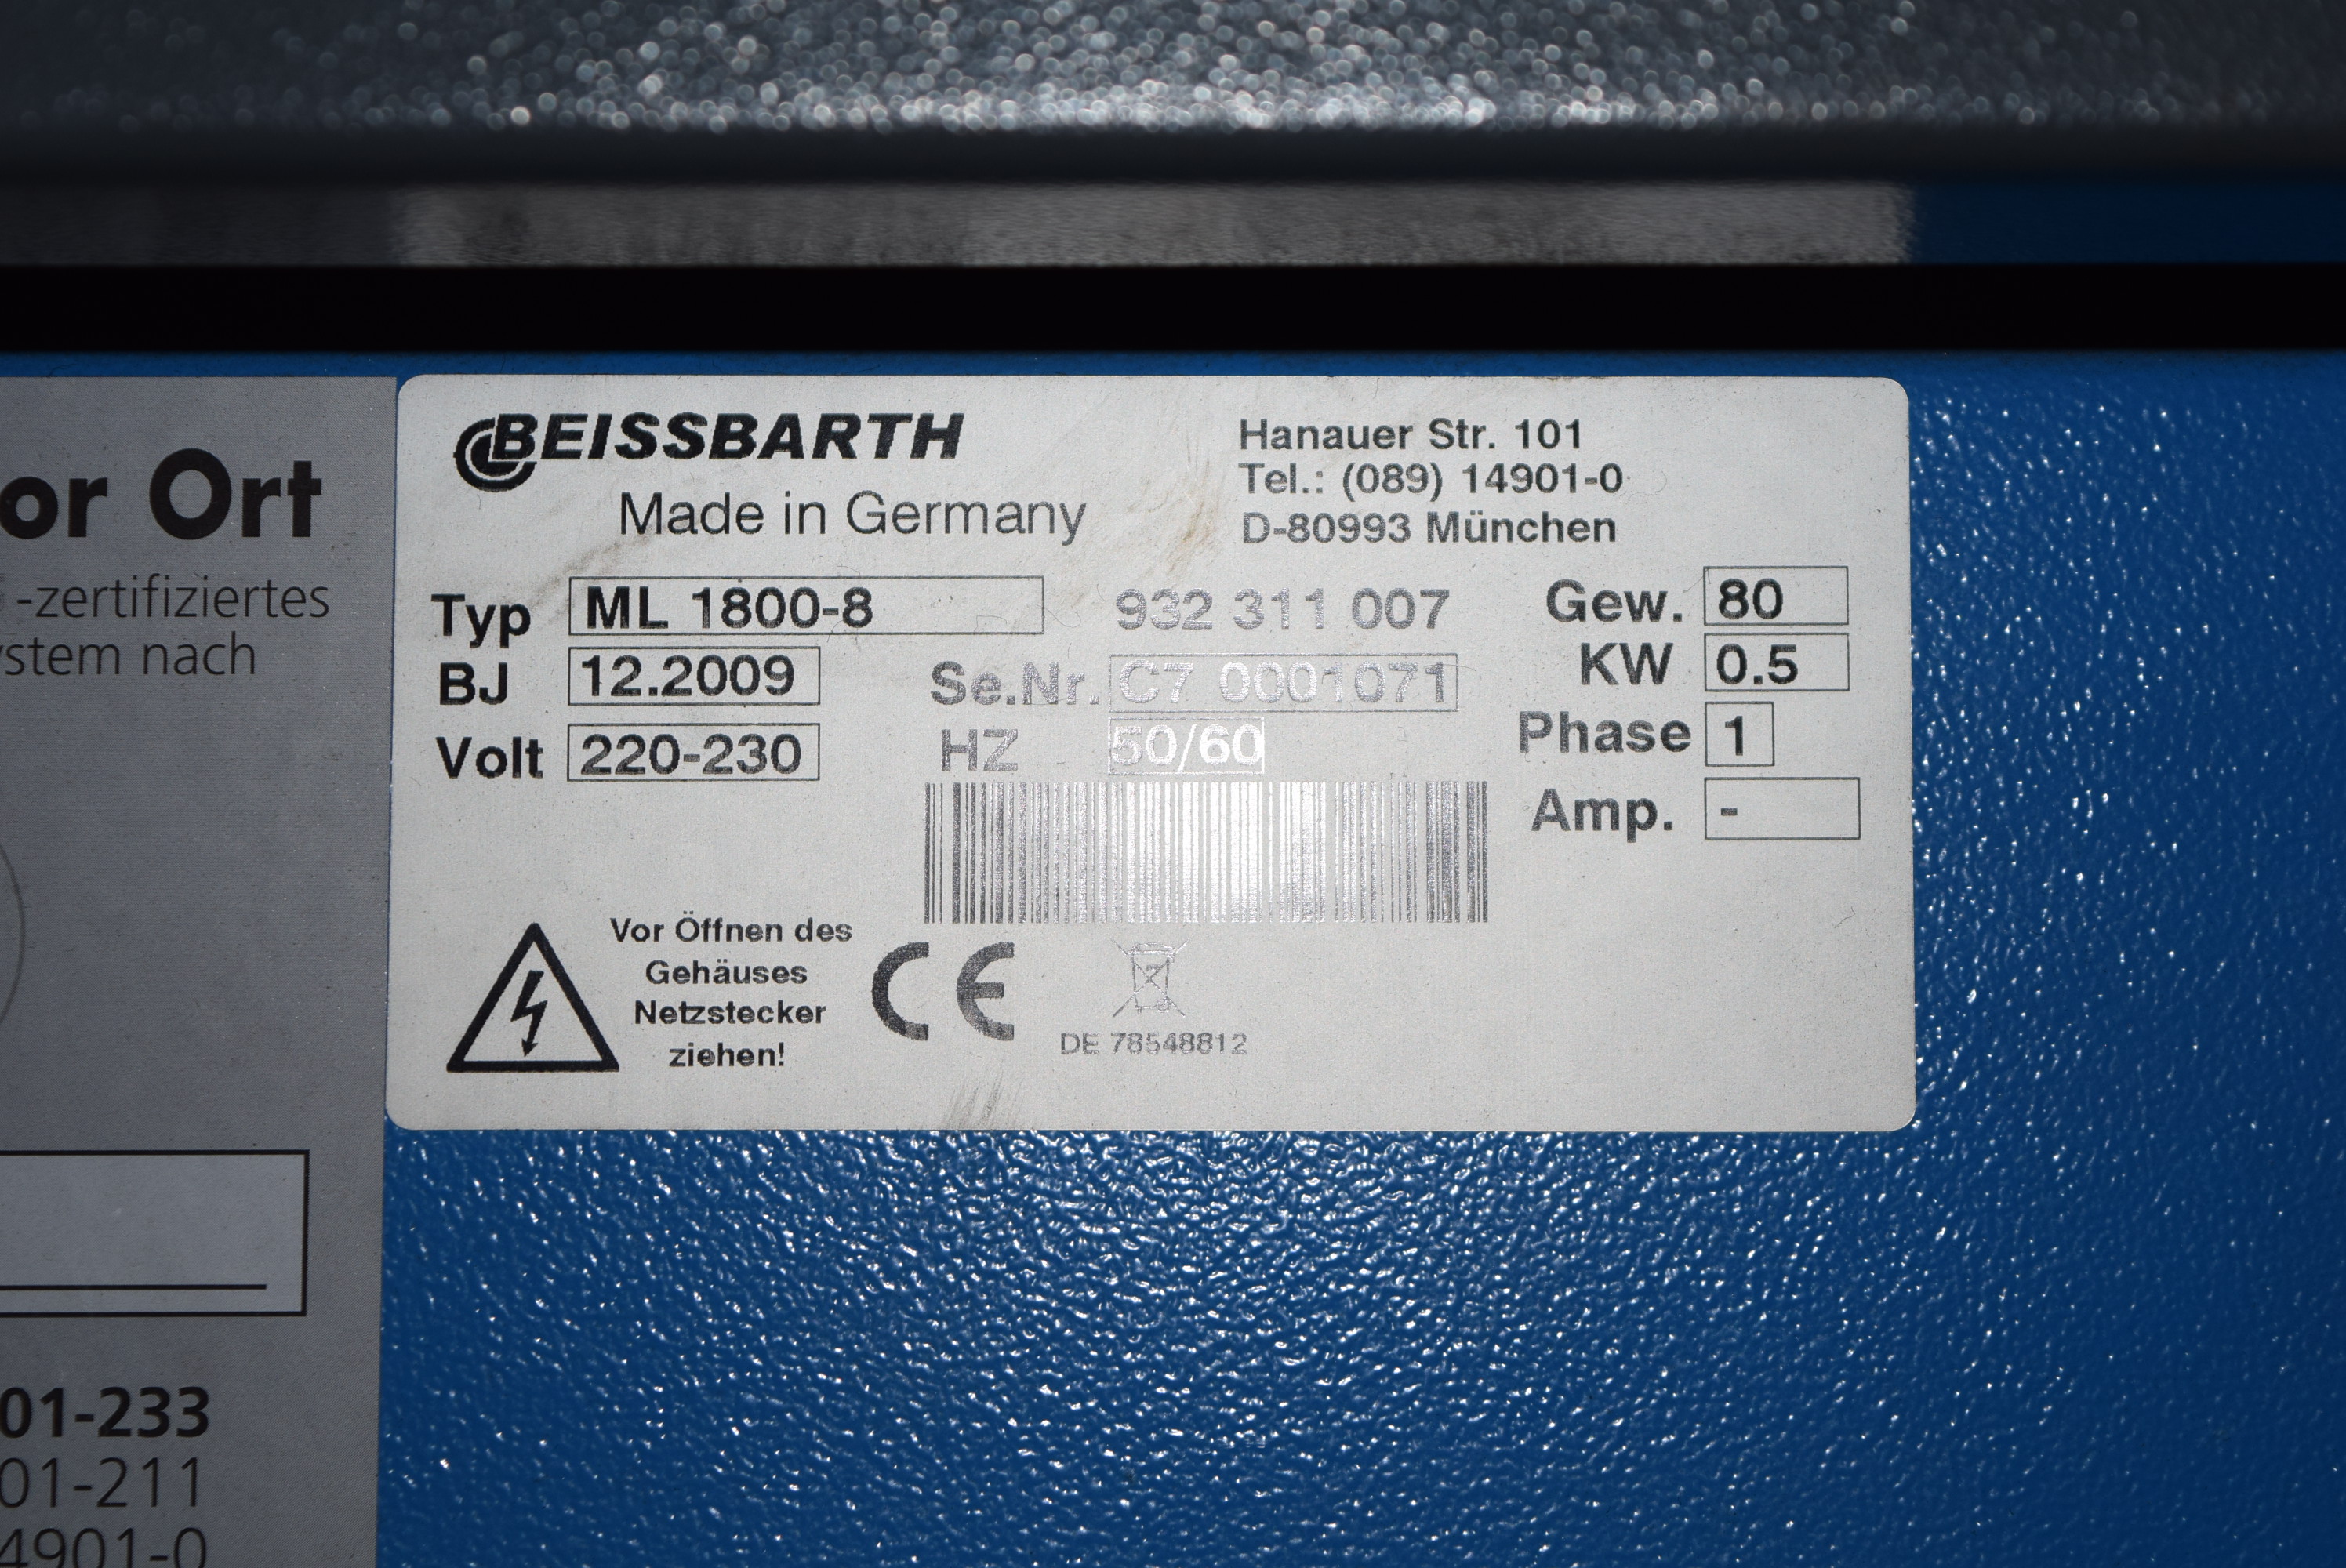 BEISSBARTH
Made in Germany
Hanauer Str. 101
Tel.: (089) 14901-0
D-80993 München
Typ ML 1800-8 932 311 007 Gew. 80
BJ 12.2009 Se.Nr. C7 0001071 KW 0.5
Volt 220-230 HZ 50/60 Phase 1
Amp. -
Vor Öffnen des
Gehäuses
Netzstecker
ziehen!
CE
DE 78548812
or Ort
-zertifiziertes
ystem nach
01-233
01-211
4901-0